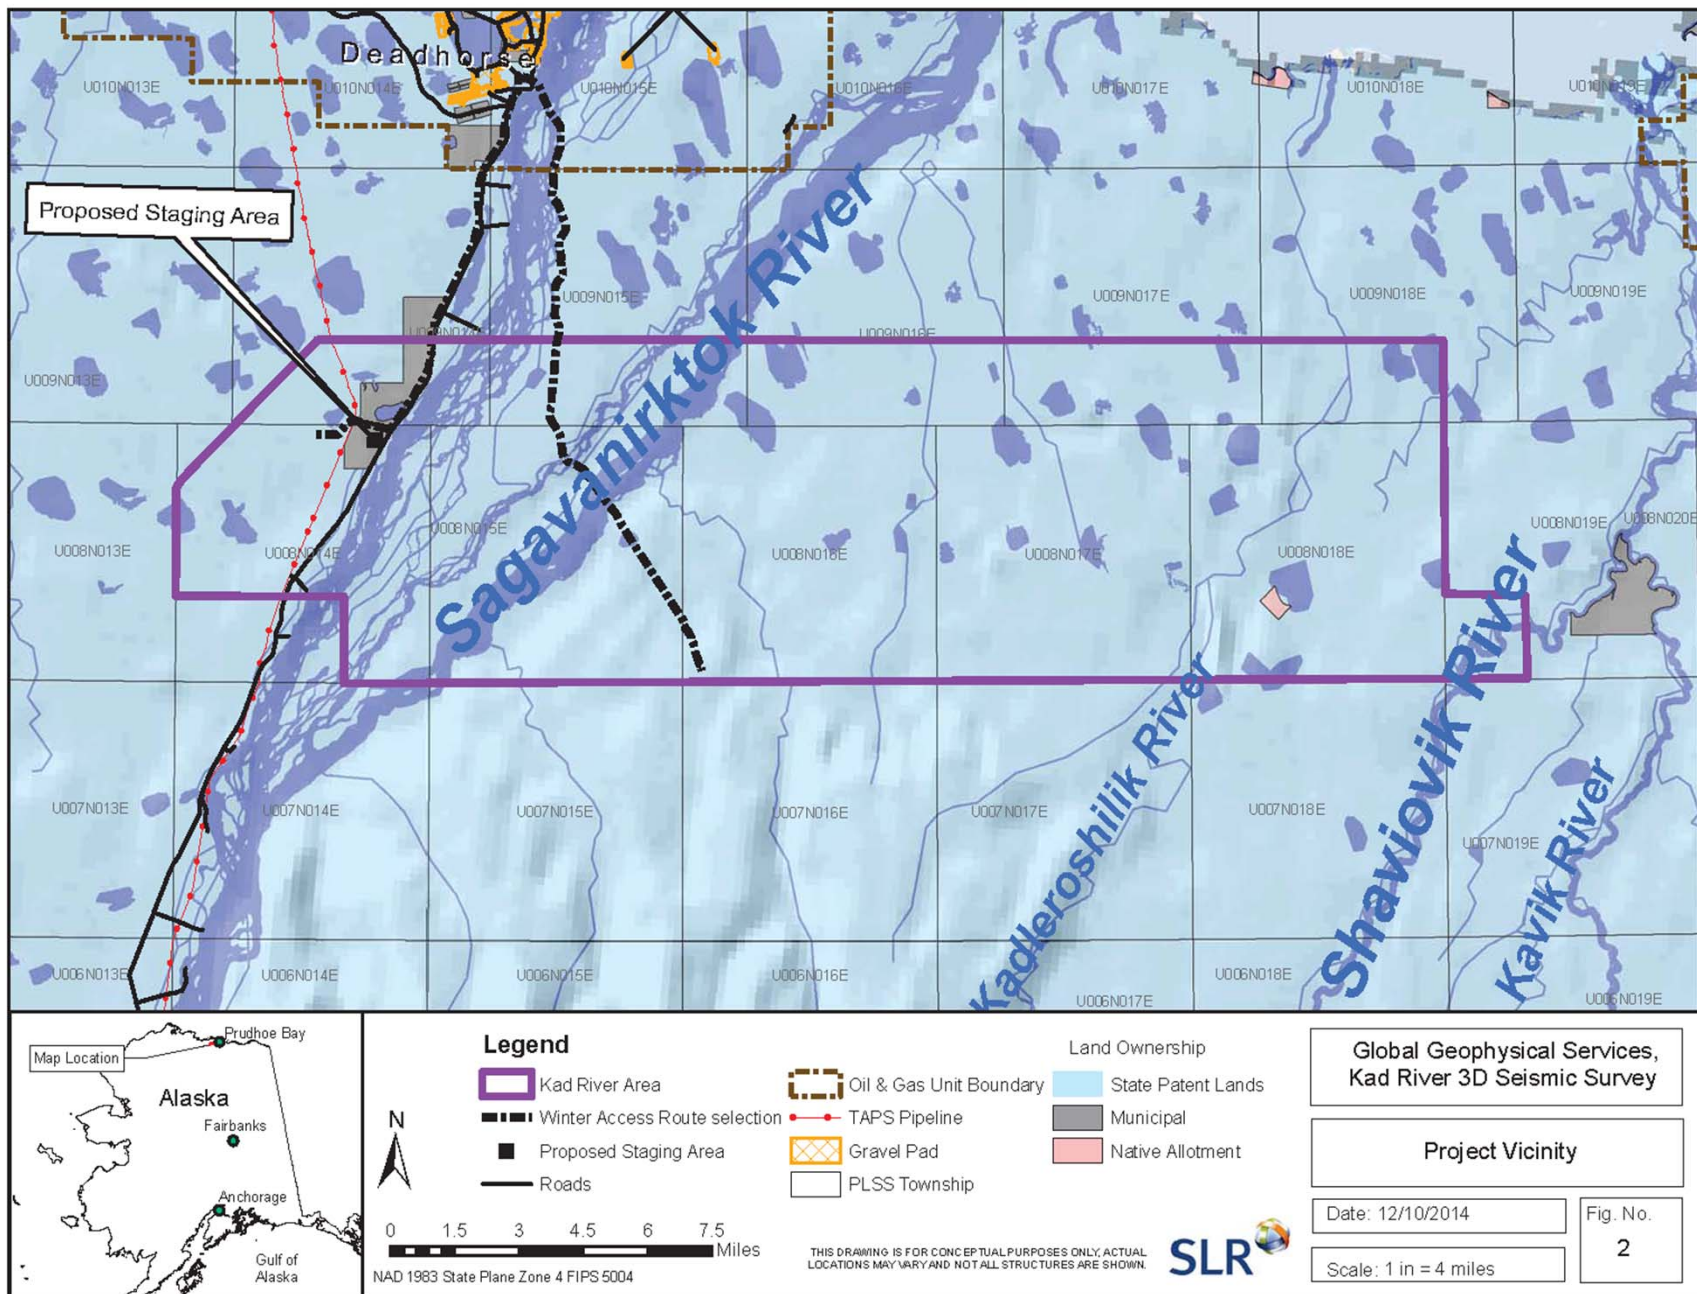 Deadhorse
U010N013E
U010N014E
U010N015E
U010N016E
U010N017E
U010N018E
U010N019E
Proposed Staging Area
Sagavanirktok River
U009N013E
U009N015E
U009N016E
U009N017E
U009N018E
U009N019E
U008N013E
U008N014E
U008N015E
U008N016E
U008N017E
U008N018E
U008N019E
U008N020E
Kadleroshilik River
Shaviovik River
Kavik River
U007N013E
U007N014E
U007N015E
U007N016E
U007N017E
U007N018E
U007N019E
U006N013E
U006N014E
U006N015E
U006N016E
U006N017E
U006N018E
U006N019E
Prudhoe Bay
Map Location
Alaska
Fairbanks
Anchorage
Gulf of
Alaska
Legend
Kad River Area
Winter Access Route selection
Proposed Staging Area
Roads
Oil & Gas Unit Boundary
TAPS Pipeline
Gravel Pad
PLSS Township
Land Ownership
State Patent Lands
Municipal
Native Allotment
N
0 1.5 3 4.5 6 7.5
Miles
NAD 1983 State Plane Zone 4 FIPS 5004
THIS DRAWING IS FOR CONCEPTUAL PURPOSES ONLY, ACTUAL
LOCATIONS MAY VARY AND NOT ALL STRUCTURES ARE SHOWN.
SLR
Global Geophysical Services,
Kad River 3D Seismic Survey
Project Vicinity
Date: 12/10/2014
Scale: 1 in = 4 miles
Fig. No.
2